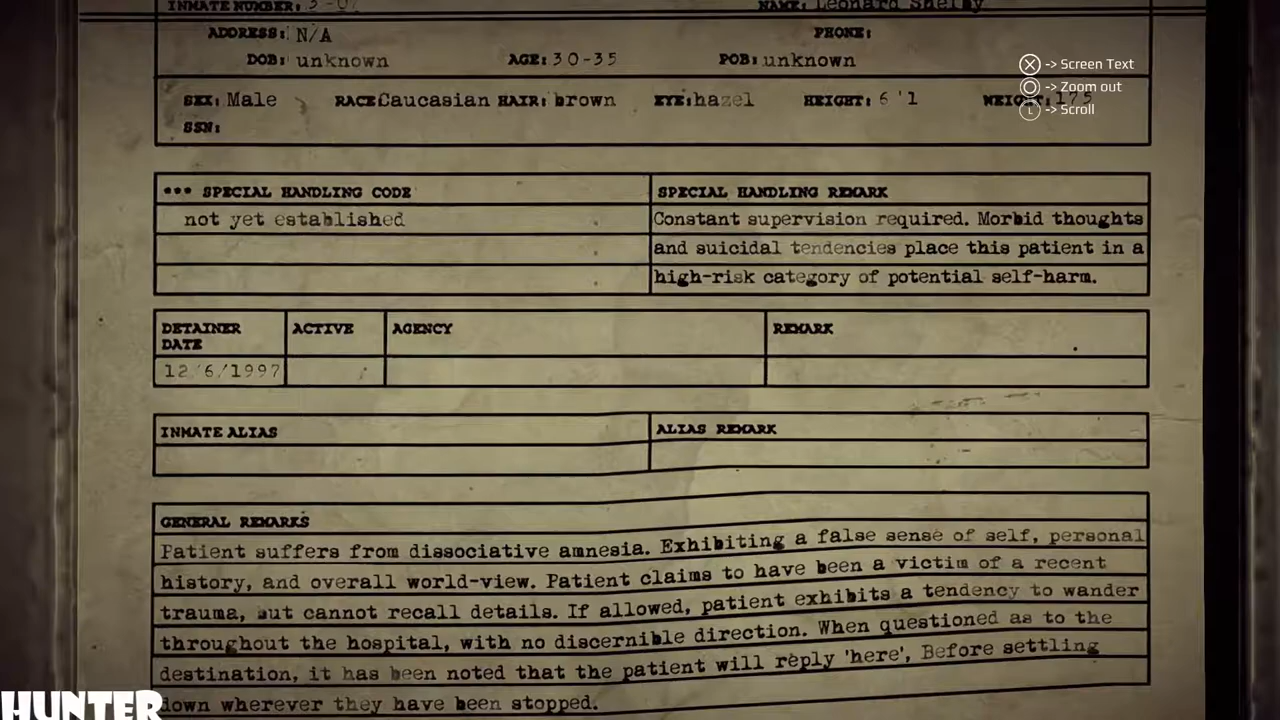 INMATE NUMBER: NAME: Leonard Shelby
ADDRESS: N/A PHONE:
DOB: unknown AGE: 30-35 POB: unknown
-> Screen Text
-> Zoom out
-> Scroll
SEX: Male RACE Caucasian HAIR: brown EYE: hazel HEIGHT: 6'1 WEIGHT: 175
SSN:
*** SPECIAL HANDLING CODE SPECIAL HANDLING REMARK
not yet established Constant supervision required. Morbid thoughts
and suicidal tendencies place this patient in a
high-risk category of potential self-harm.
DETAINER ACTIVE AGENCY REMARK
DATE
12/6/1997
INMATE ALIAS ALIAS REMARK
GENERAL REMARKS
Patient suffers from dissociative amnesia. Exhibiting a false sense of self, personal
history, and overall world-view. Patient claims to have been a victim of a recent
trauma, but cannot recall details. If allowed, patient exhibits a tendency to wander
throughout the hospital, with no discernible direction. When questioned as to the
destination, it has been noted that the patient will reply 'here', Before settling
down wherever they have been stopped.
HUNTER